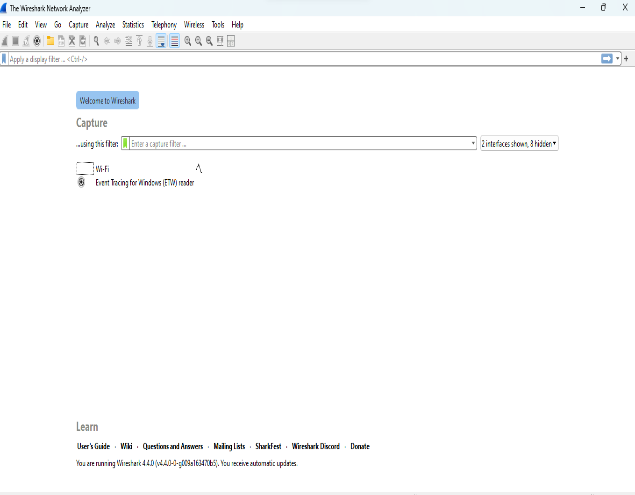 The Wireshark Network Analyzer
File Edit View Go Capture Analyze Statistics Telephony Wireless Tools Help
Apply a display filter ... <Ctrl-/>
Welcome to Wireshark
Capture
...using this filter: Enter a capture filter ... 2 interfaces shown, 8 hidden
Wi-Fi
Event Tracing for Windows (ETW) reader
Learn
User's Guide · Wiki · Questions and Answers · Mailing Lists · SharkFest · Wireshark Discord · Donate
You are running Wireshark 4.4.0 (v4.4.0-0-g009a163470b5). You receive automatic updates.